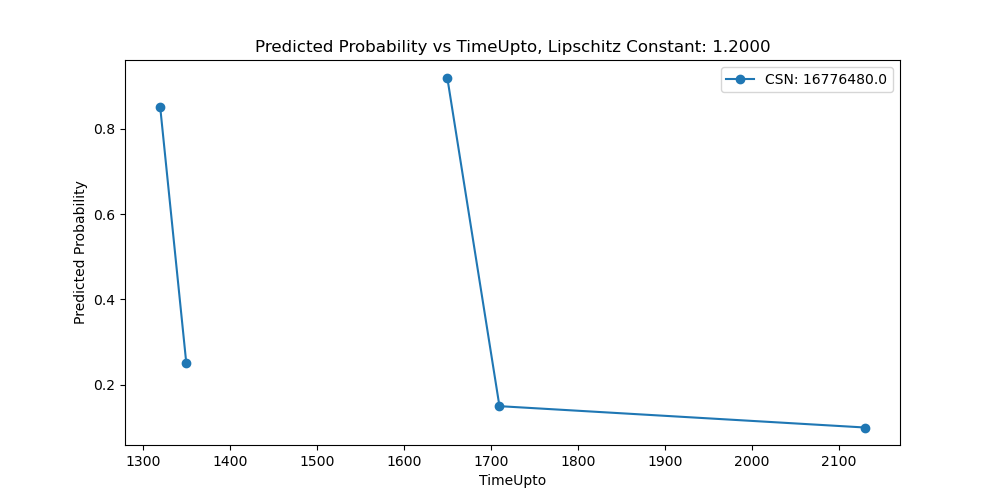 Predicted Probability vs TimeUpto, Lipschitz Constant: 1.2000
CSN: 16776480.0
Predicted Probability
0.8
0.6
0.4
0.2
1300 1400 1500 1600 1700 1800 1900 2000 2100
TimeUpto